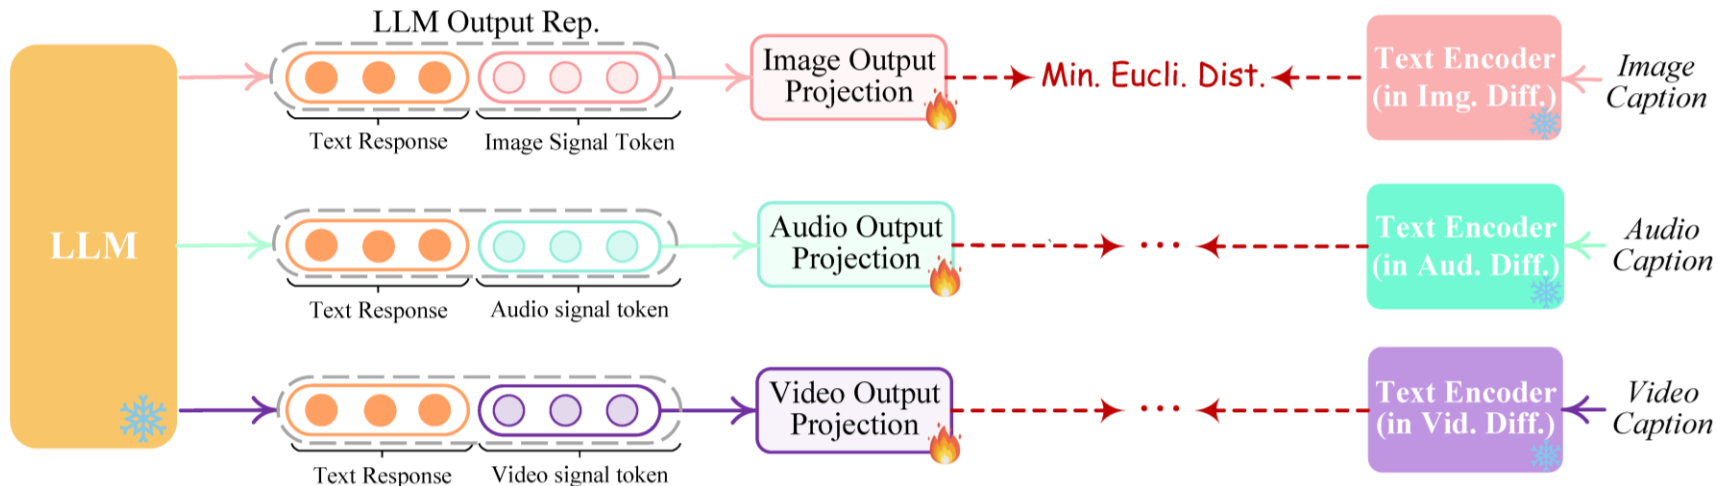 LLM Output Rep.
LLM
Text Response
Image Signal Token
Image Output
Projection
Min. Eucli. Dist.
Text Encoder
(in Img. Diff.)
Image
Caption
Text Response
Audio signal token
Audio Output
Projection
...
Text Encoder
(in Aud. Diff.)
Audio
Caption
Text Response
Video signal token
Video Output
Projection
...
Text Encoder
(in Vid. Diff.)
Video
Caption